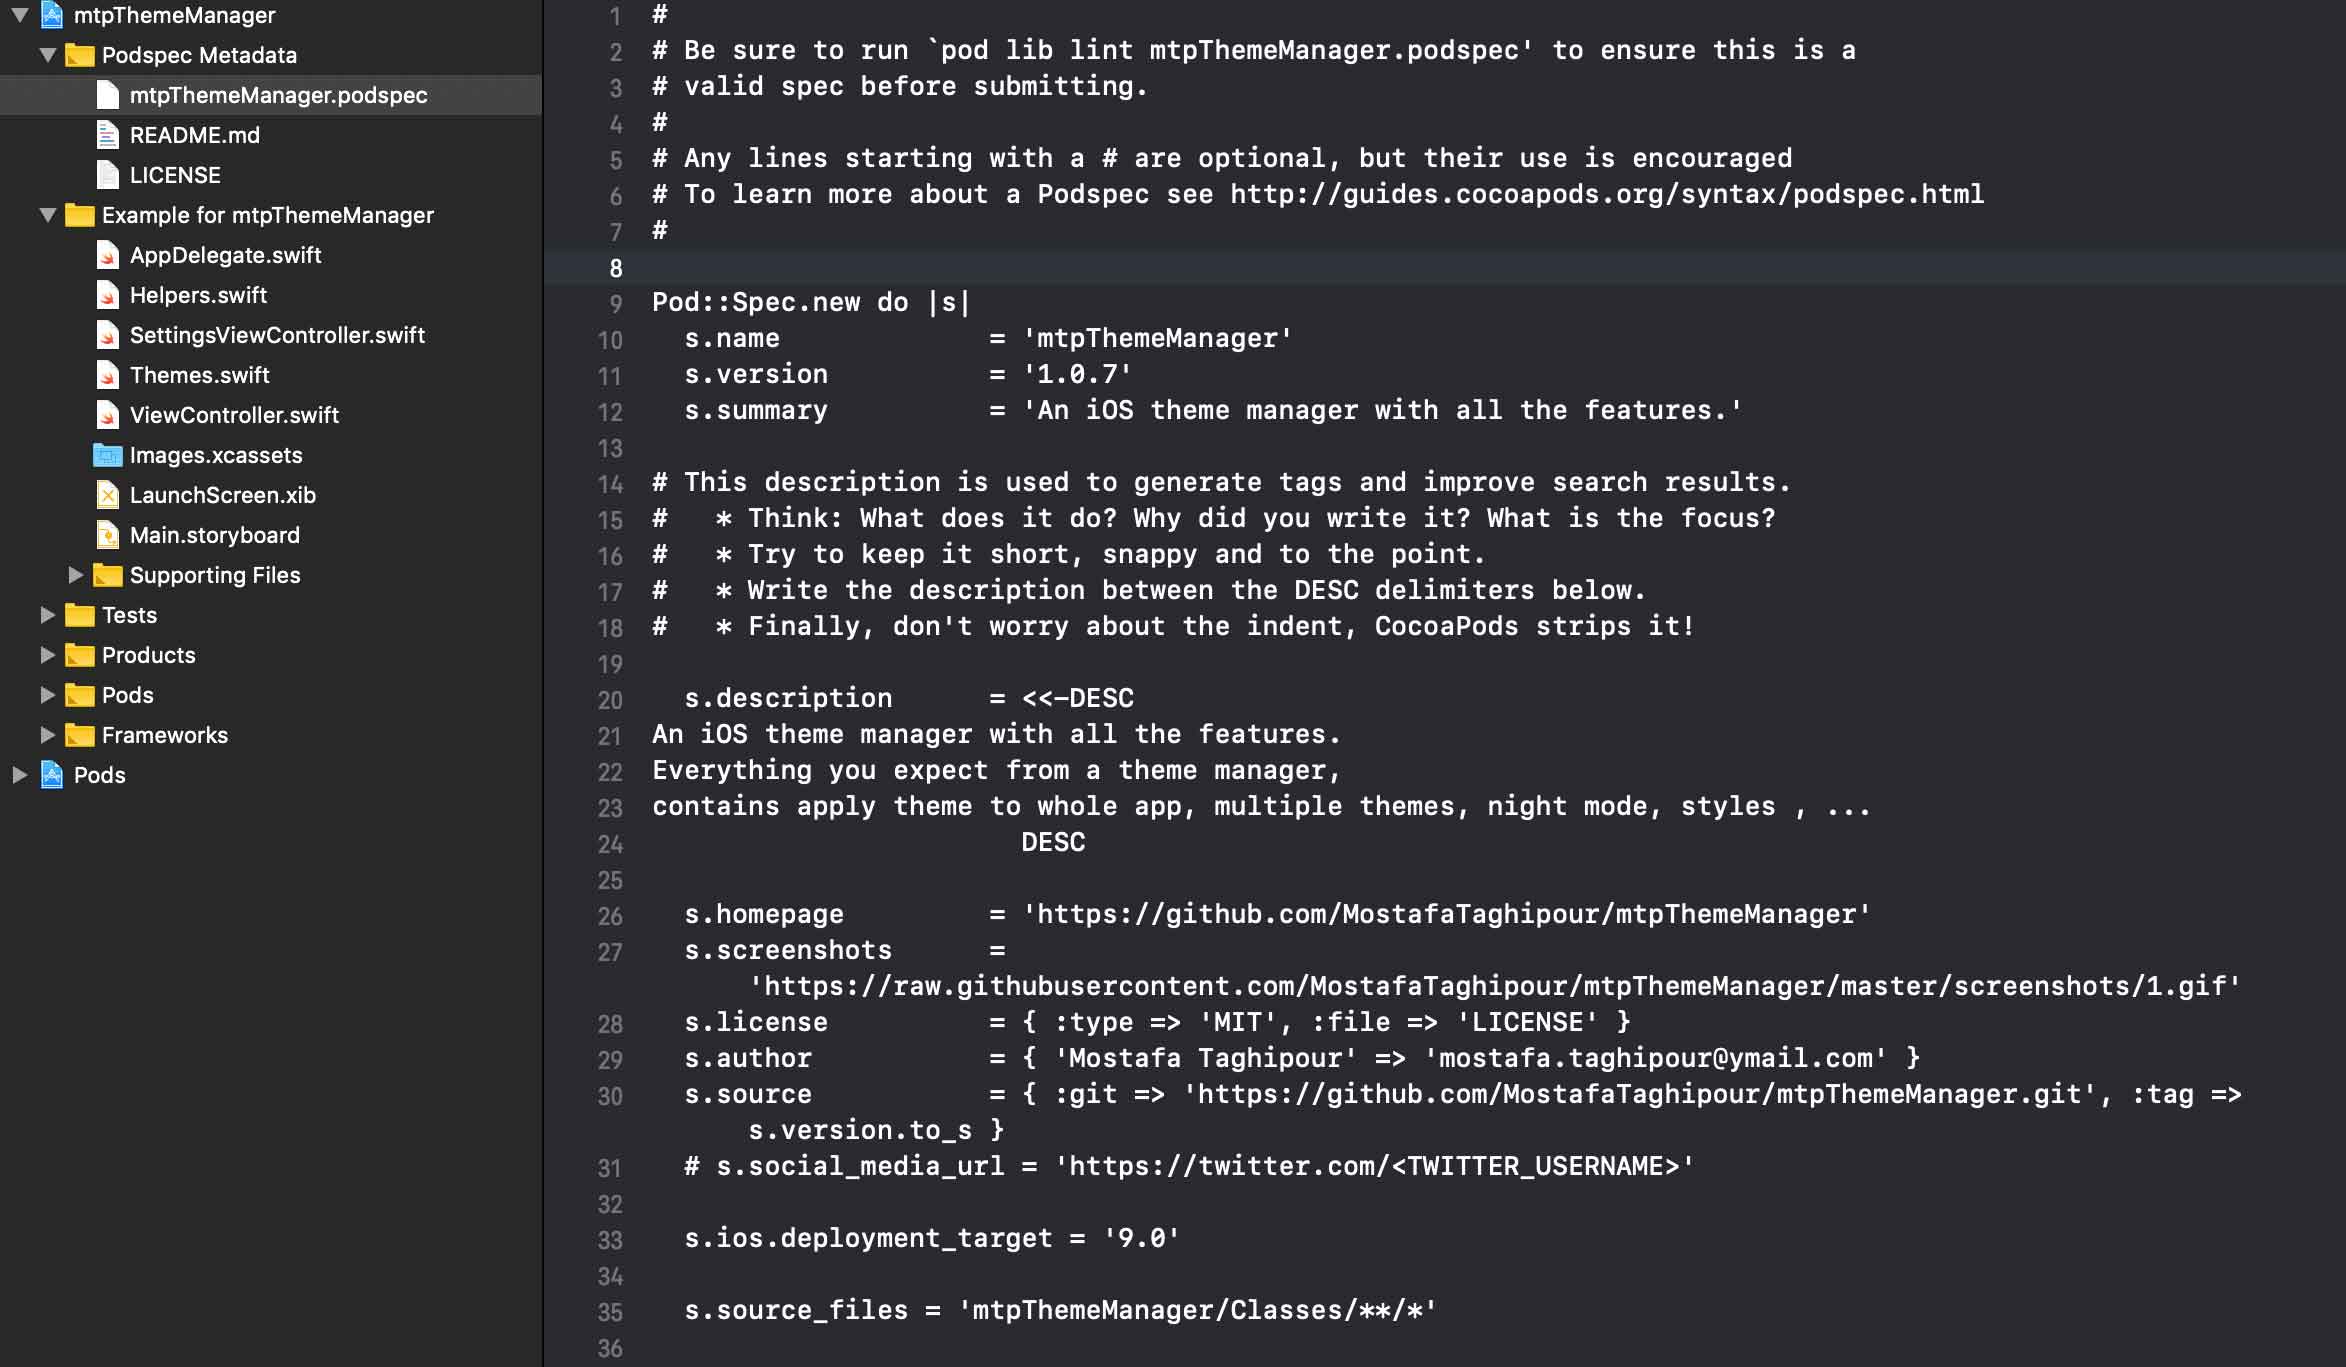 mtpThemeManager
Podspec Metadata
mtpThemeManager.podspec
README.md
LICENSE
Example for mtpThemeManager
AppDelegate.swift
Helpers.swift
SettingsViewController.swift
Themes.swift
ViewController.swift
Images.xcassets
LaunchScreen.xib
Main.storyboard
Supporting Files
Tests
Products
Pods
Frameworks
Pods
1 #
2 # Be sure to run `pod lib lint mtpThemeManager.podspec' to ensure this is a
3 # valid spec before submitting.
4 #
5 # Any lines starting with a # are optional, but their use is encouraged
6 # To learn more about a Podspec see http://guides.cocoapods.org/syntax/podspec.html
7 #
8
9 Pod::Spec.new do |s|
10   s.name             = 'mtpThemeManager'
11   s.version          = '1.0.7'
12   s.summary          = 'An iOS theme manager with all the features.'
13
14 # This description is used to generate tags and improve search results.
15 #   * Think: What does it do? Why did you write it? What is the focus?
16 #   * Try to keep it short, snappy and to the point.
17 #   * Write the description between the DESC delimiters below.
18 #   * Finally, don't worry about the indent, CocoaPods strips it!
19
20   s.description      = <<-DESC
21 An iOS theme manager with all the features.
22 Everything you expect from a theme manager,
23 contains apply theme to whole app, multiple themes, night mode, styles , ...
24                        DESC
25
26   s.homepage         = 'https://github.com/MostafaTaghipour/mtpThemeManager'
27   s.screenshots      =
'https://raw.githubusercontent.com/MostafaTaghipour/mtpThemeManager/master/screenshots/1.gif'
28   s.license          = { :type => 'MIT', :file => 'LICENSE' }
29   s.author           = { 'Mostafa Taghipour' => 'mostafa.taghipour@ymail.com' }
30   s.source           = { :git => 'https://github.com/MostafaTaghipour/mtpThemeManager.git', :tag =>
s.version.to_s }
31   # s.social_media_url = 'https://twitter.com/<TWITTER_USERNAME>'
32
33   s.ios.deployment_target = '9.0'
34
35   s.source_files = 'mtpThemeManager/Classes/**/*'
36